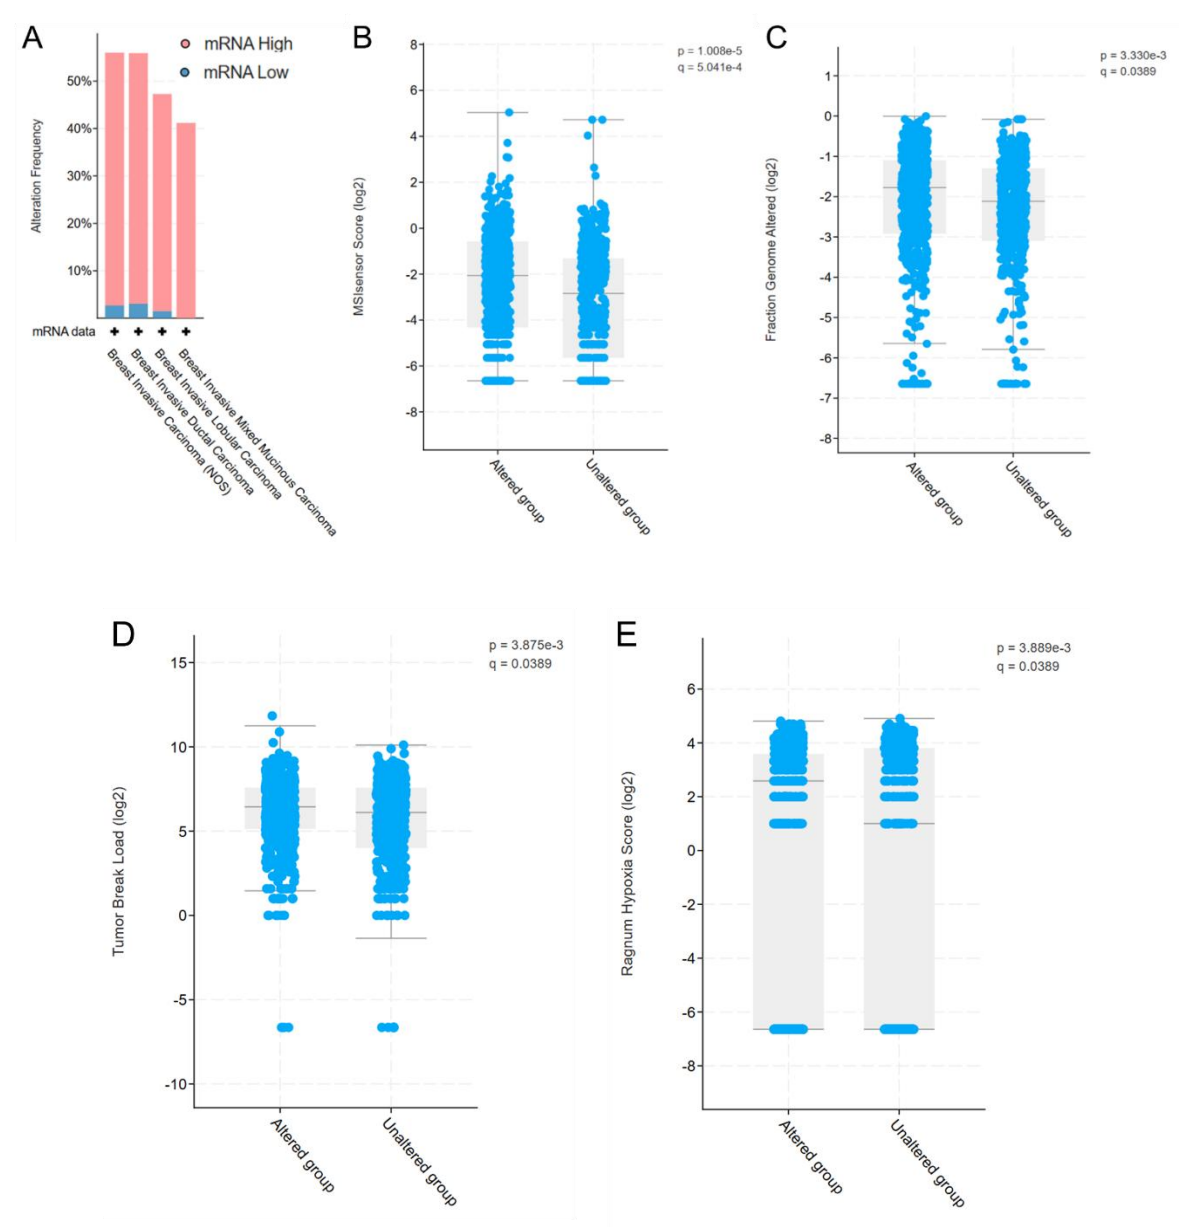 A
mRNA High
mRNA Low
Alteration Frequency
50%
40%
30%
20%
10%
mRNA data + + + +
Breast Invasive Carcinoma (NOS)
Breast Invasive Ductal Carcinoma
Breast Invasive Lobular Carcinoma
Breast Invasive Mixed Mucinous Carcinoma
B
p = 1.008e-5
q = 5.041e-4
MSIsensor Score (log2)
8
6
4
2
0
-2
-4
-6
-8
Altered group
Unaltered group
C
p = 3.330e-3
q = 0.0389
Fraction Genome Altered (log2)
1
0
-1
-2
-3
-4
-5
-6
-7
-8
Altered group
Unaltered group
D
p = 3.875e-3
q = 0.0389
Tumor Break Load (log2)
15
10
5
0
-5
-10
Altered group
Unaltered group
E
p = 3.889e-3
q = 0.0389
Ragnum Hypoxia Score (log2)
6
4
2
0
-2
-4
-6
-8
Altered group
Unaltered group